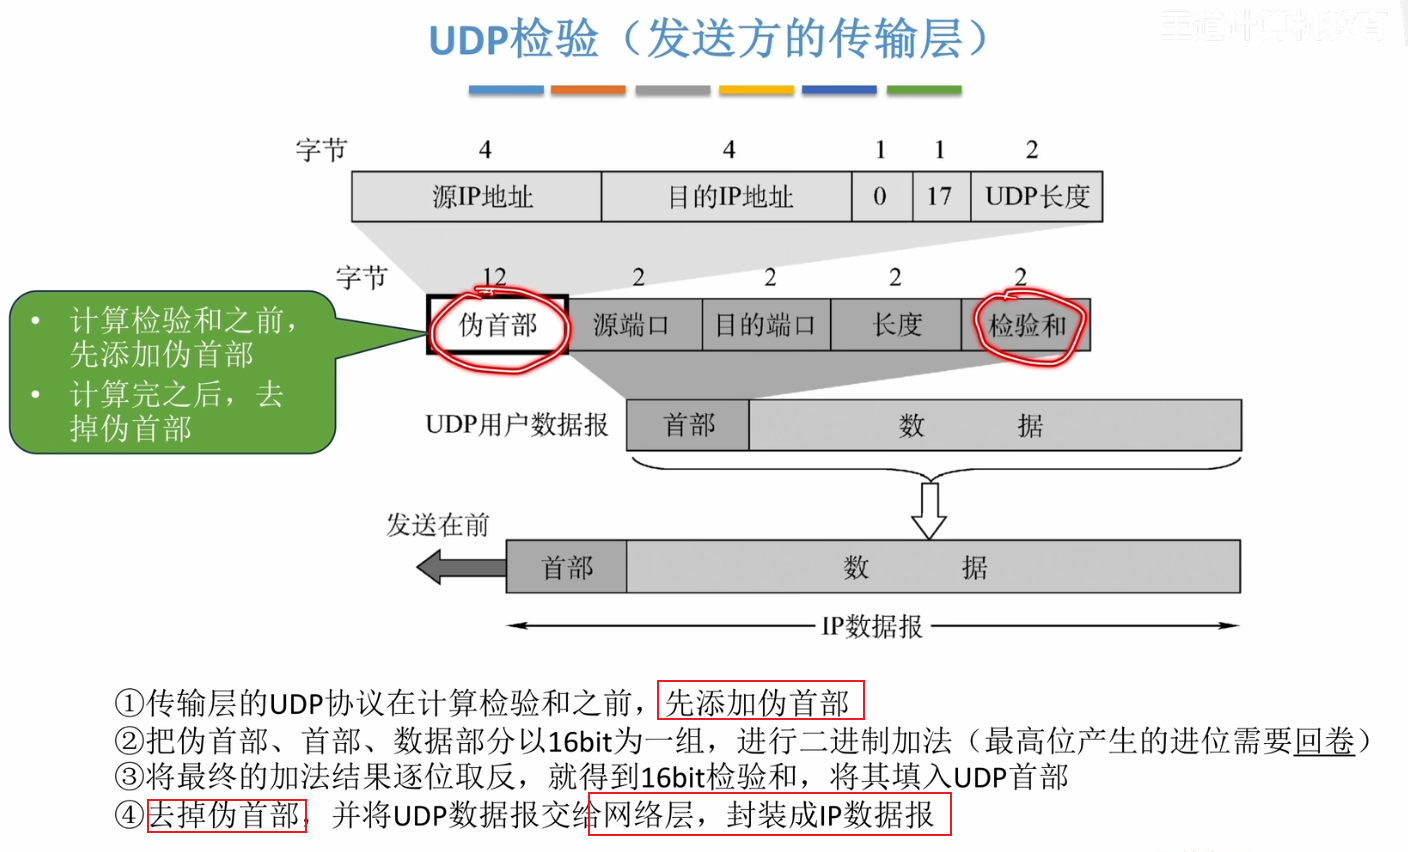 王道计算机教育
UDP检验（发送方的传输层）
字节 4 4 1 1 2
源IP地址 目的IP地址 0 17 UDP长度
字节 12 2 2 2 2
伪首部 源端口 目的端口 长度 检验和
• 计算检验和之前，
先添加伪首部
• 计算完之后，去
掉伪首部
UDP用户数据报 首部 数 据
发送在前
首部 数 据
IP数据报
①传输层的UDP协议在计算检验和之前，先添加伪首部
②把伪首部、首部、数据部分以16bit为一组，进行二进制加法（最高位产生的进位需要回卷）
③将最终的加法结果逐位取反，就得到16bit检验和，将其填入UDP首部
④去掉伪首部，并将UDP数据报交给网络层，封装成IP数据报